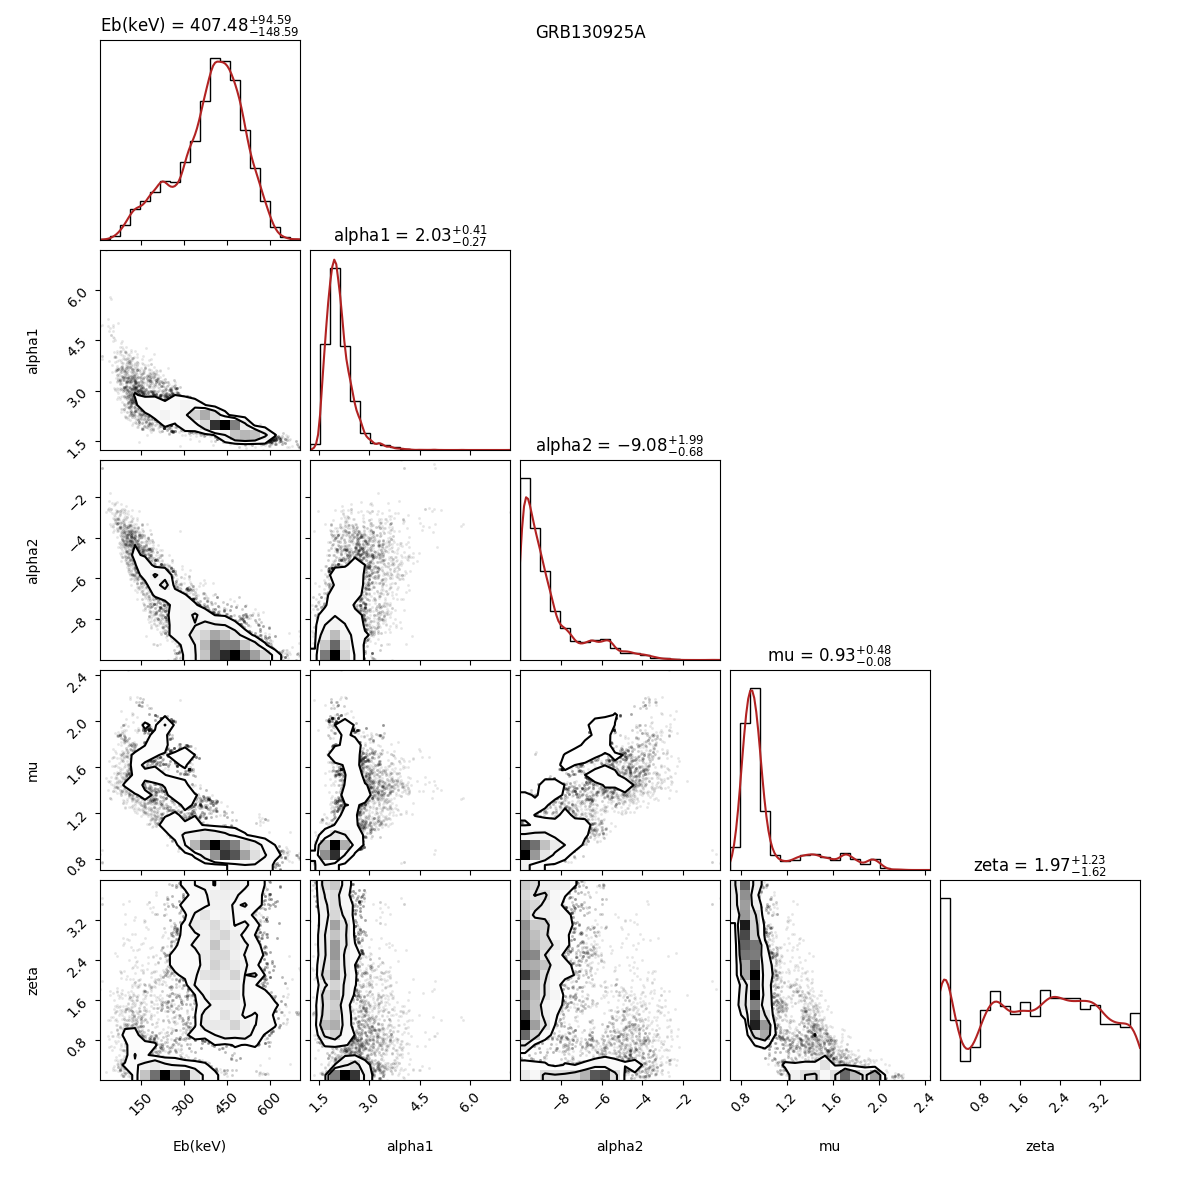 Eb(keV) = 407.48+94.59−148.59
GRB130925A
alpha1 = 2.03+0.41−0.27
6.0
4.5
3.0
1.5
alpha1
alpha2 = −9.08+1.99−0.68
−2
−4
−6
−8
alpha2
mu = 0.93+0.48−0.08
2.4
2.0
1.6
1.2
0.8
mu
zeta = 1.97+1.23−1.62
3.2
2.4
1.6
0.8
zeta
150 300 450 600 1.5 3.0 4.5 6.0 −8 −6 −4 −2 0.8 1.2 1.6 2.0 2.4 0.8 1.6 2.4 3.2
Eb(keV) alpha1 alpha2 mu zeta